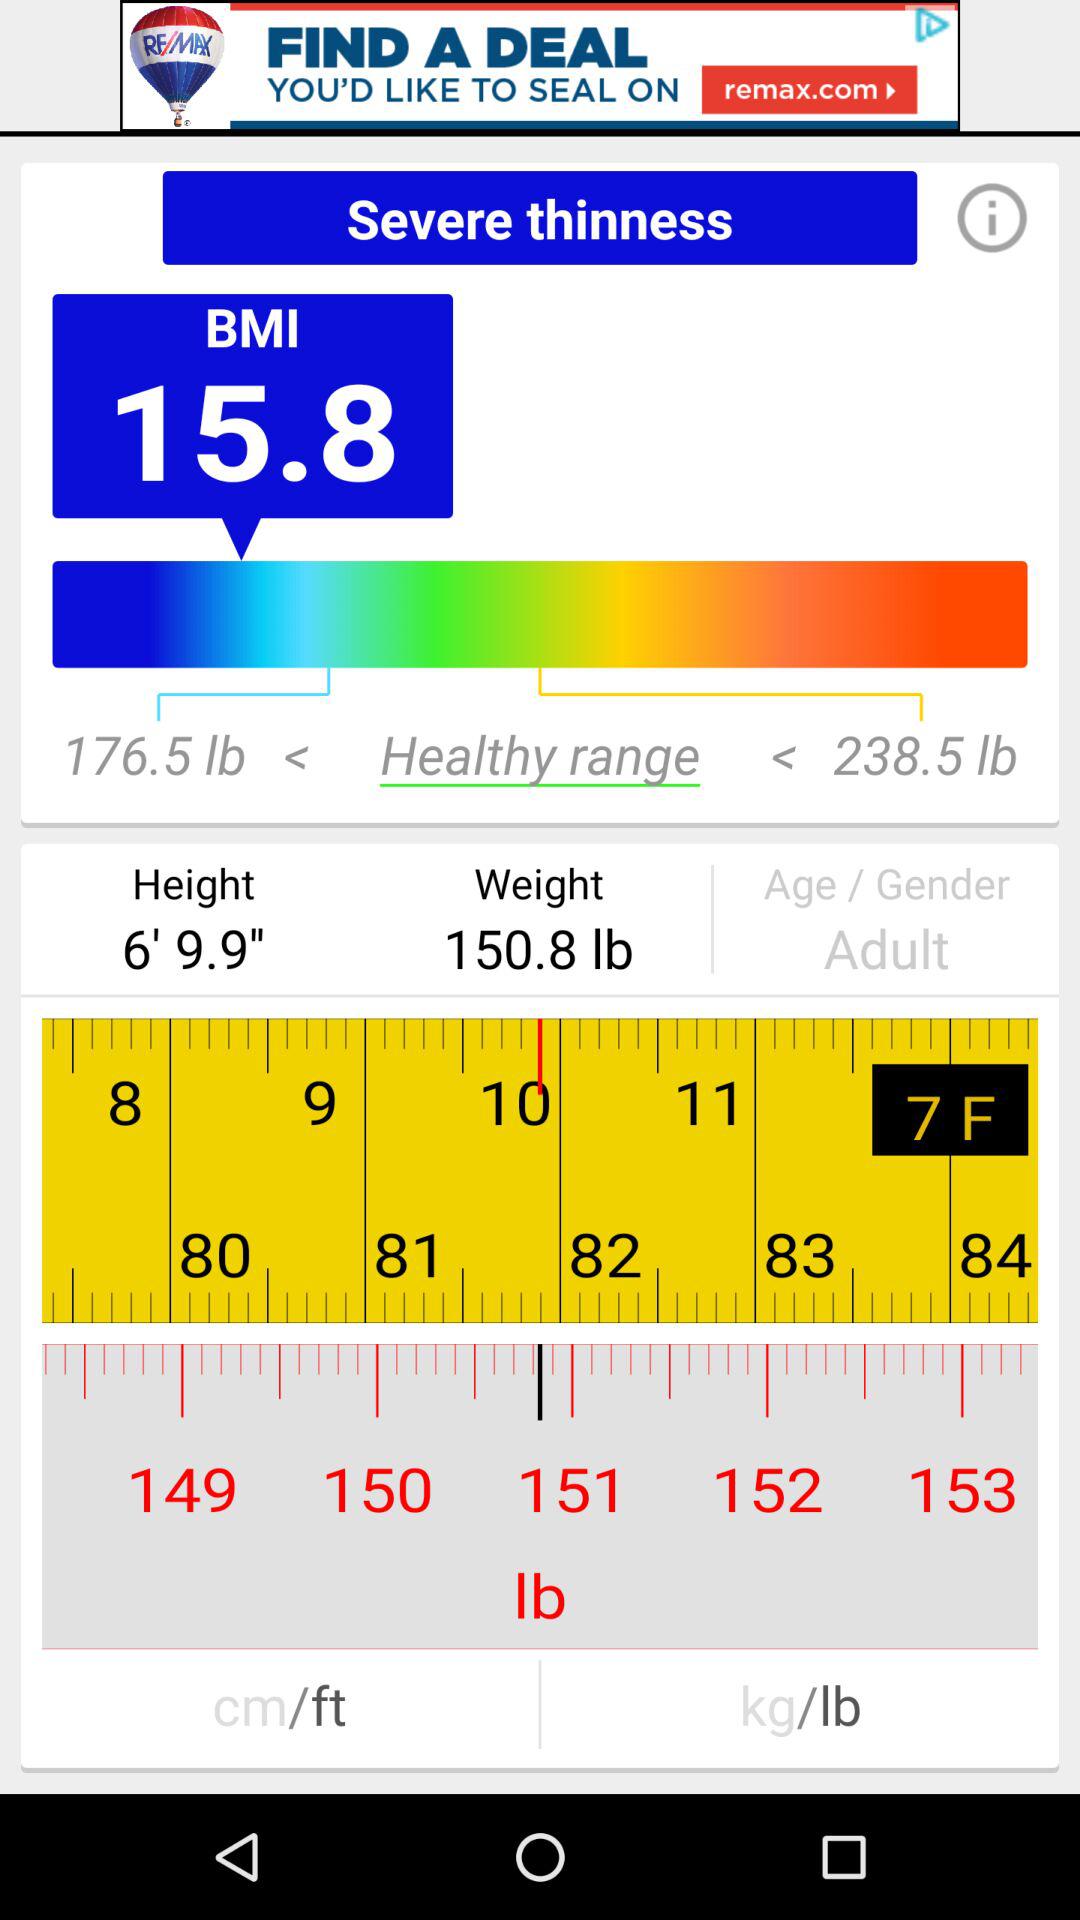 RE/MAX
FIND A DEAL
YOU'D LIKE TO SEAL ON
remax.com
Severe thinness
BMI
15.8
176.5 lb < Healthy range < 238.5 lb
Height Weight Age / Gender
6' 9.9" 150.8 lb Adult
8 9 10 11 7 F
80 81 82 83 84
149 150 151 152 153
lb
cm/ft kg/lb